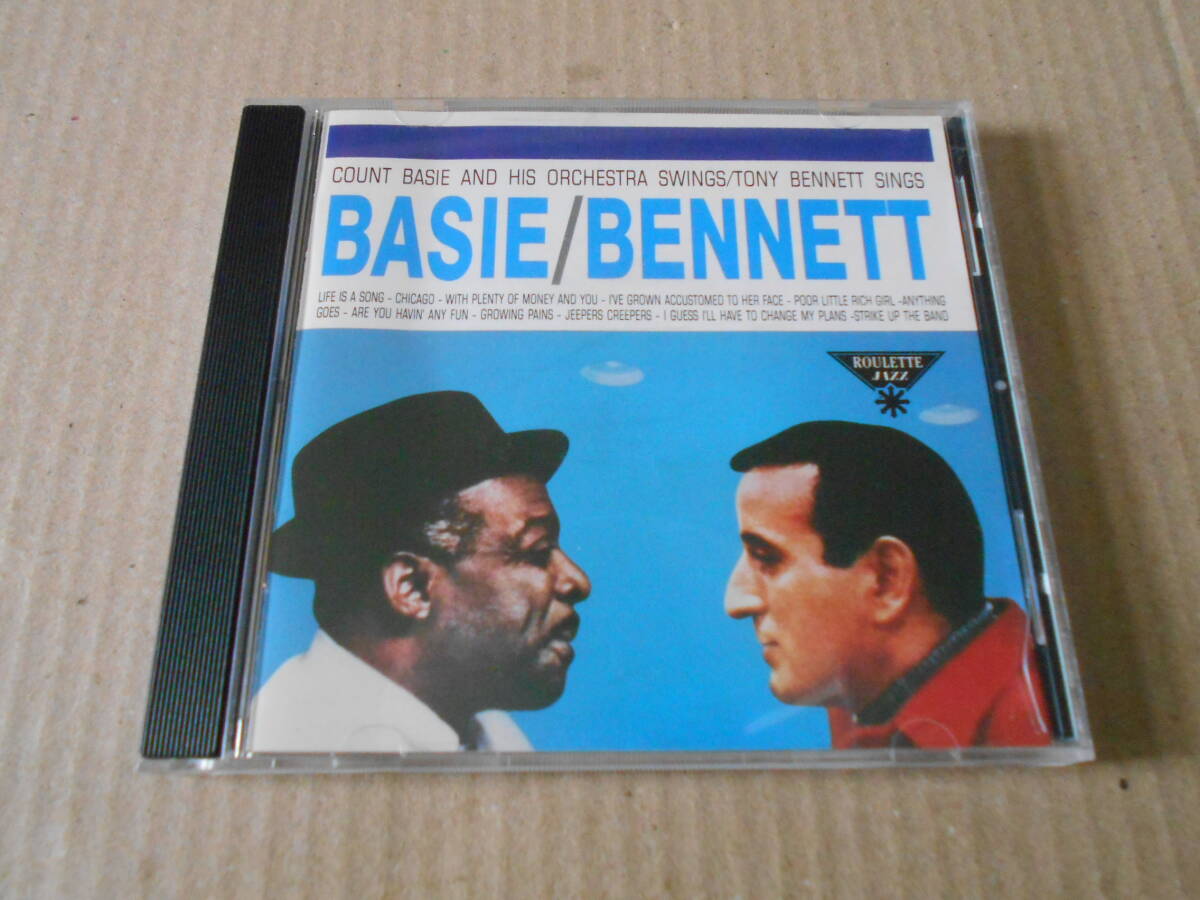 COUNT BASIE AND HIS ORCHESTRA SWINGS/TONY BENNETT SINGS
BASIE/BENNETT
LIFE IS A SONG - CHICAGO - WITH PLENTY OF MONEY AND YOU - I'VE GROWN ACCUSTOMED TO HER FACE - POOR LITTLE RICH GIRL -ANYTHING
GOES - ARE YOU HAVIN' ANY FUN - GROWING PAINS - JEEPERS CREEPERS - I GUESS I'LL HAVE TO CHANGE MY PLANS -STRIKE UP THE BAND
ROULETTE
JAZZ